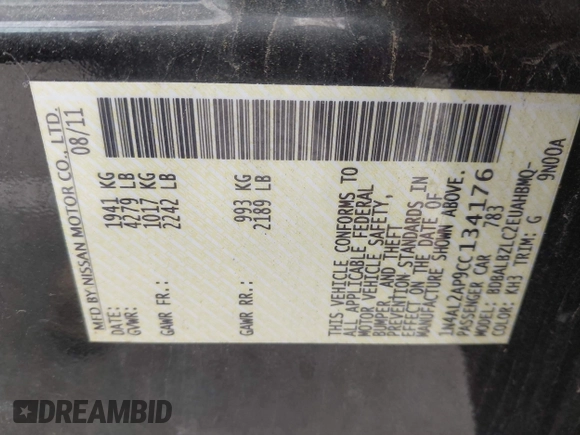 MFD BY NISSAN MOTOR CO., LTD.
DATE: 08/11
GVWR: 1941 KG
4279 LB
GAWR FR: 1017 KG
2242 LB
GAWR RR: 993 KG
2189 LB
THIS VEHICLE CONFORMS TO
ALL APPLICABLE FEDERAL
MOTOR VEHICLE SAFETY,
BUMPER, AND THEFT
PREVENTION STANDARDS IN
EFFECT ON THE DATE OF
MANUFACTURE SHOWN ABOVE.
1N4AL2AP9CC134176
PASSENGER CAR 783
MODEL: BDBALBZLC2EUAHBMQ-
COLOR: KH3 TRIM: G 9N00A
DREAMBID